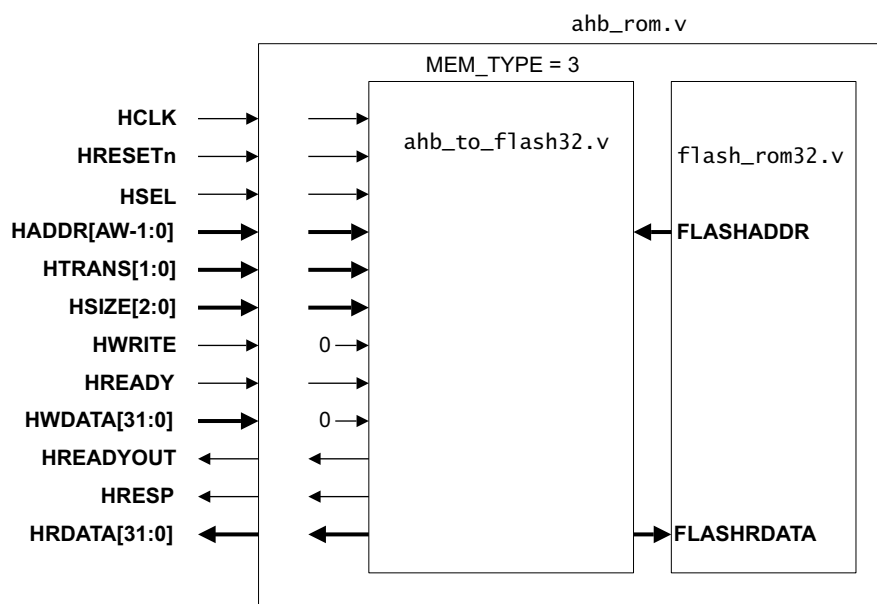 ahb_rom.v
MEM_TYPE = 3
HCLK
ahb_to_flash32.v
flash_rom32.v
HRESETn
HSEL
HADDR[AW-1:0]
FLASHADDR
HTRANS[1:0]
HSIZE[2:0]
HWRITE
0
HREADY
HWDATA[31:0]
0
HREADYOUT
HRESP
HRDATA[31:0]
FLASHRDATA